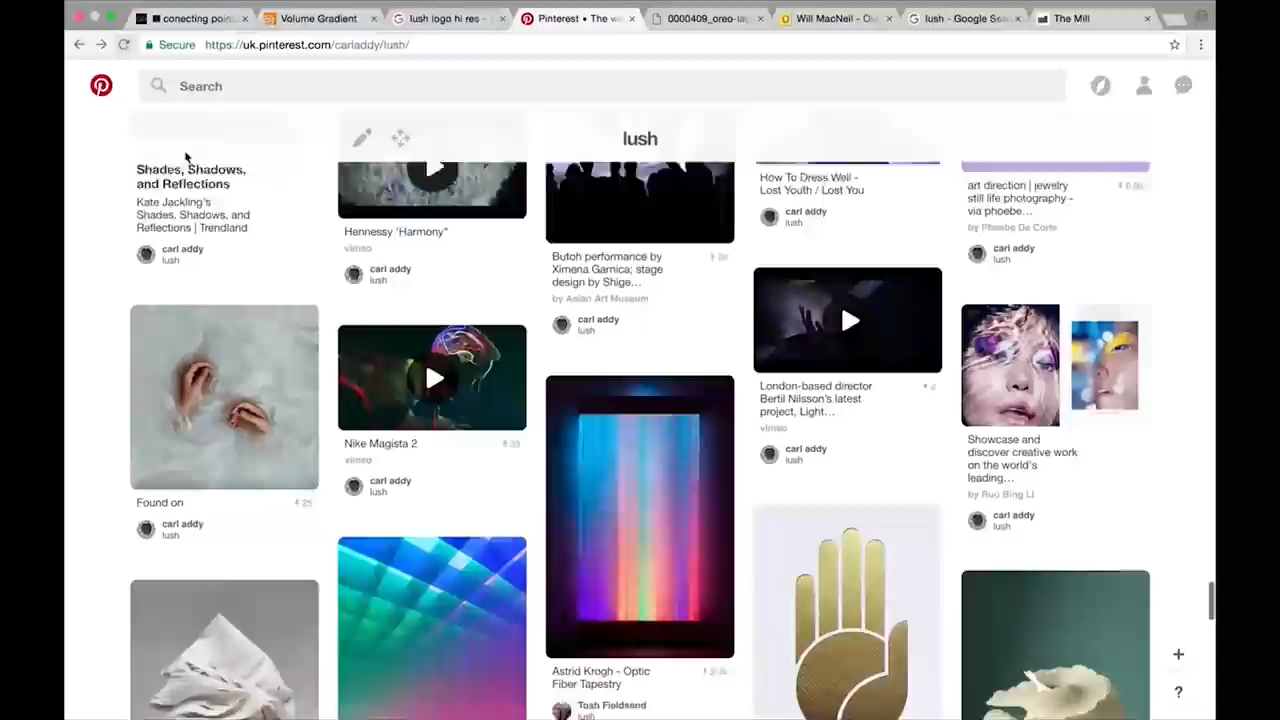 conecting poin
Volume Gradient
lush logo hi res -
Pinterest • The w
0000409_oreo-la
Will MacNeil - Ou
lush - Google Sea
The Mill
Secure
https://uk.pinterest.com/carladdy/lush/
Search
lush
Shades, Shadows,
and Reflections
Kate Jackling's
Shades, Shadows, and
Reflections | Trendland
carl addy
lush
Found on
25
carl addy
lush
Hennessy 'Harmony"
vimeo
carl addy
lush
Nike Magista 2
33
vimeo
carl addy
lush
Butoh performance by
Ximena Garnica; stage
design by Shige...
by Asian Art Museum
carl addy
lush
Astrid Krogh - Optic
Fiber Tapestry
Tosh Fieldsend
lush
How To Dress Well -
Lost Youth / Lost You
carl addy
lush
London-based director
2
Bertil Nilsson's latest
project, Light...
vimeo
carl addy
lush
art direction | jewelry
still life photography -
via phoebe...
by Phoebe De Corte
carl addy
lush
Showcase and
discover creative work
on the world's
leading...
by Ruo Bing Li
carl addy
lush
+
?